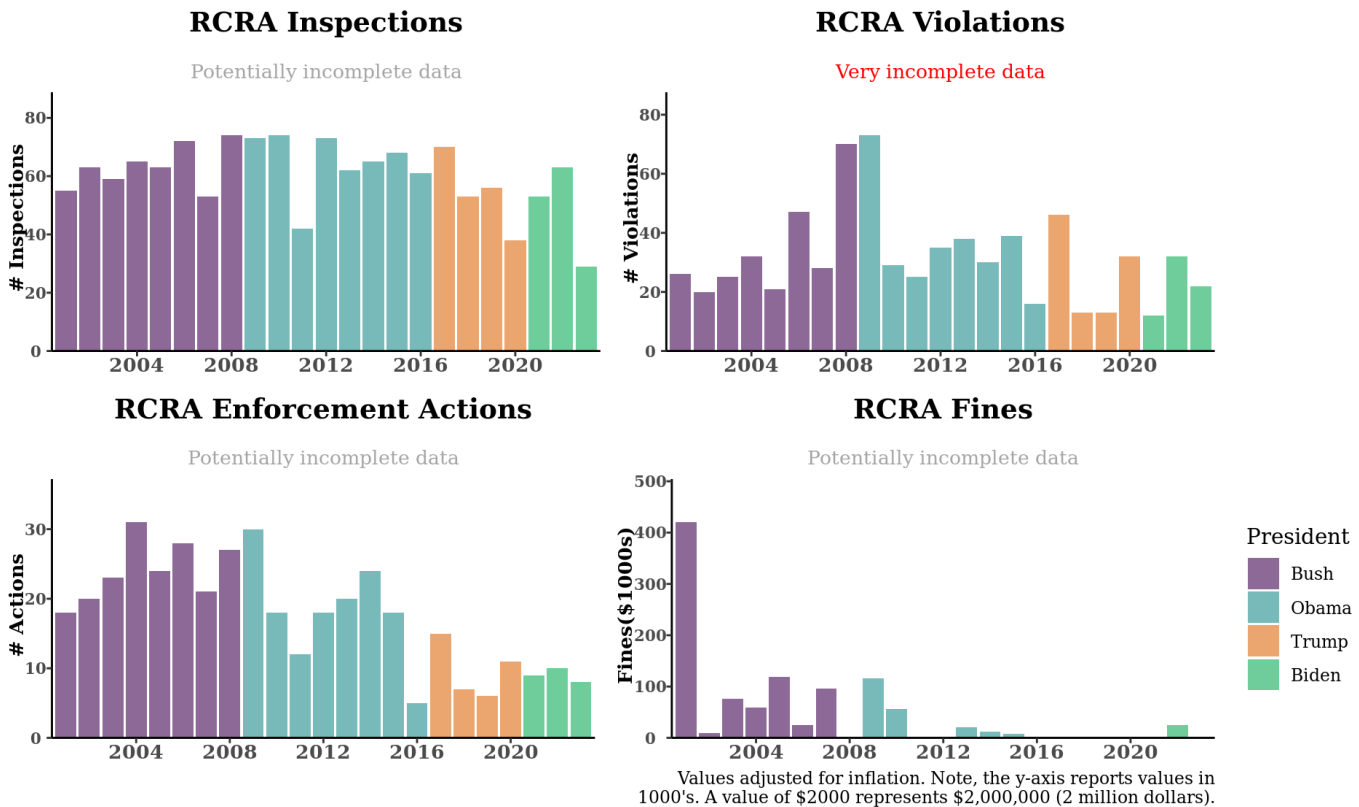 RCRA Inspections
Potentially incomplete data
# Inspections
80
60
40
20
0
2004 2008 2012 2016 2020
RCRA Violations
Very incomplete data
# Violations
80
60
40
20
0
2004 2008 2012 2016 2020
RCRA Enforcement Actions
Potentially incomplete data
# Actions
30
20
10
0
2004 2008 2012 2016 2020
RCRA Fines
Potentially incomplete data
Fines($1000s)
500
400
300
200
100
0
2004 2008 2012 2016 2020
President
Bush
Obama
Trump
Biden
Values adjusted for inflation. Note, the y-axis reports values in
1000's. A value of $2000 represents $2,000,000 (2 million dollars).